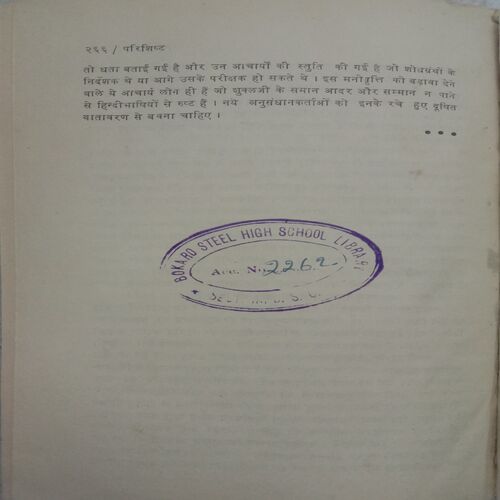 २६६ / परिशिष्ट
तो धता बताई गई है और उन आचार्यों की स्तुति की गई है जो शोधग्रंथों के
निर्देशक थे या आगे उसके परीक्षक हो सकते थे । इस मनोवृत्ति को बढ़ावा देने
वाले ये आचार्य लोग ही हैं जो शुक्लजी के समान आदर और सम्मान न पाने
से हिन्दीभाषियों से रुष्ट हैं । नये अनुसंधानकर्ताओं को इनके रचे हुए दूषित
वातावरण से बचना चाहिए ।
● ● ●
BOKARO STEEL HIGH SCHOOL LIBRARY
Acc. No. 2262